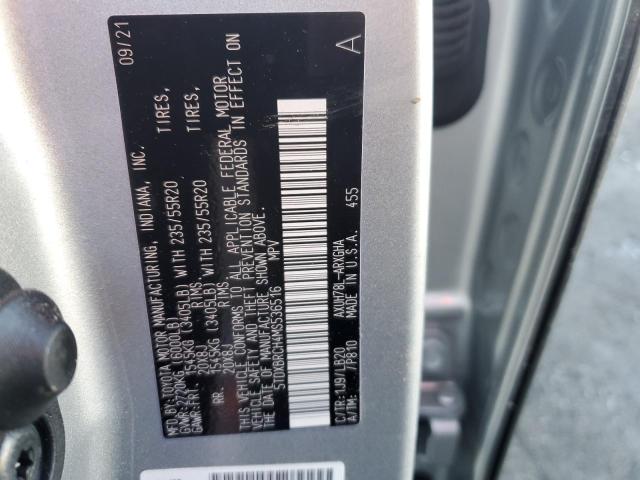 MFD. BY: TOYOTA MOTOR MANUFACTURING, INDIANA, INC. 09/21
GVWR: 2720KG (6000LB)
GAWR: FRT. 1545KG (3405LB) WITH 235/55R20 TIRES,
20X8J RIMS
RR. 1545KG (3405LB) WITH 235/55R20 TIRES,
20X8J RIMS
THIS VEHICLE CONFORMS TO ALL APPLICABLE FEDERAL MOTOR
VEHICLE SAFETY AND THEFT PREVENTION STANDARDS IN EFFECT ON
THE DATE OF MANUFACTURE SHOWN ABOVE.
MPV A
C/TR: 1J9/LB20 AXUH78L-ARXGHA
A/TM: /P810 MADE IN U.S.A. 455